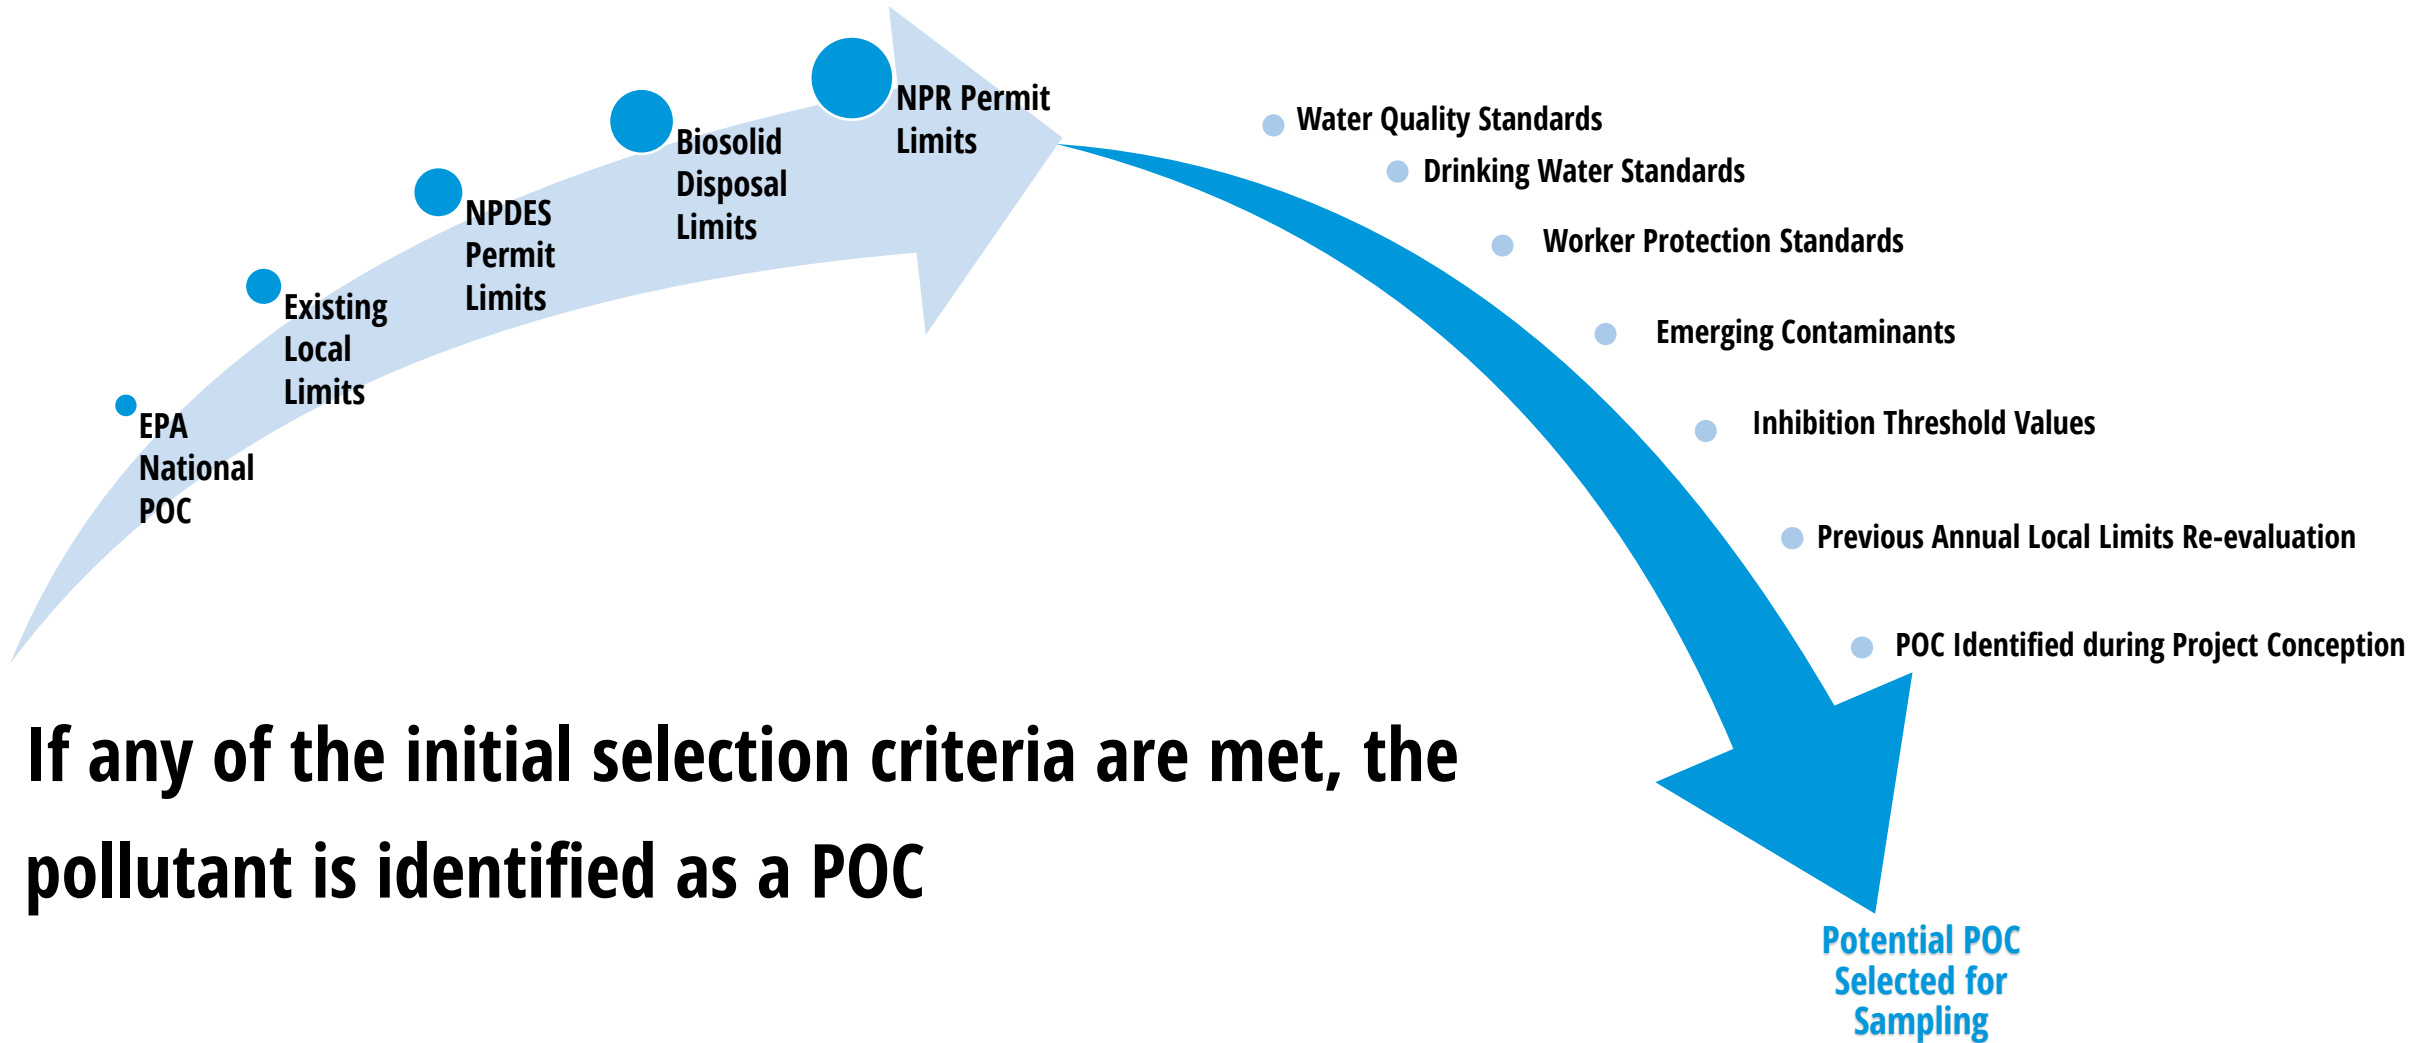 EPA
National
POC
Existing
Local
Limits
NPDES
Permit
Limits
Biosolid
Disposal
Limits
NPR Permit
Limits
Water Quality Standards
Drinking Water Standards
Worker Protection Standards
Emerging Contaminants
Inhibition Threshold Values
Previous Annual Local Limits Re-evaluation
POC Identified during Project Conception
Potential POC
Selected for
Sampling
If any of the initial selection criteria are met, the
pollutant is identified as a POC